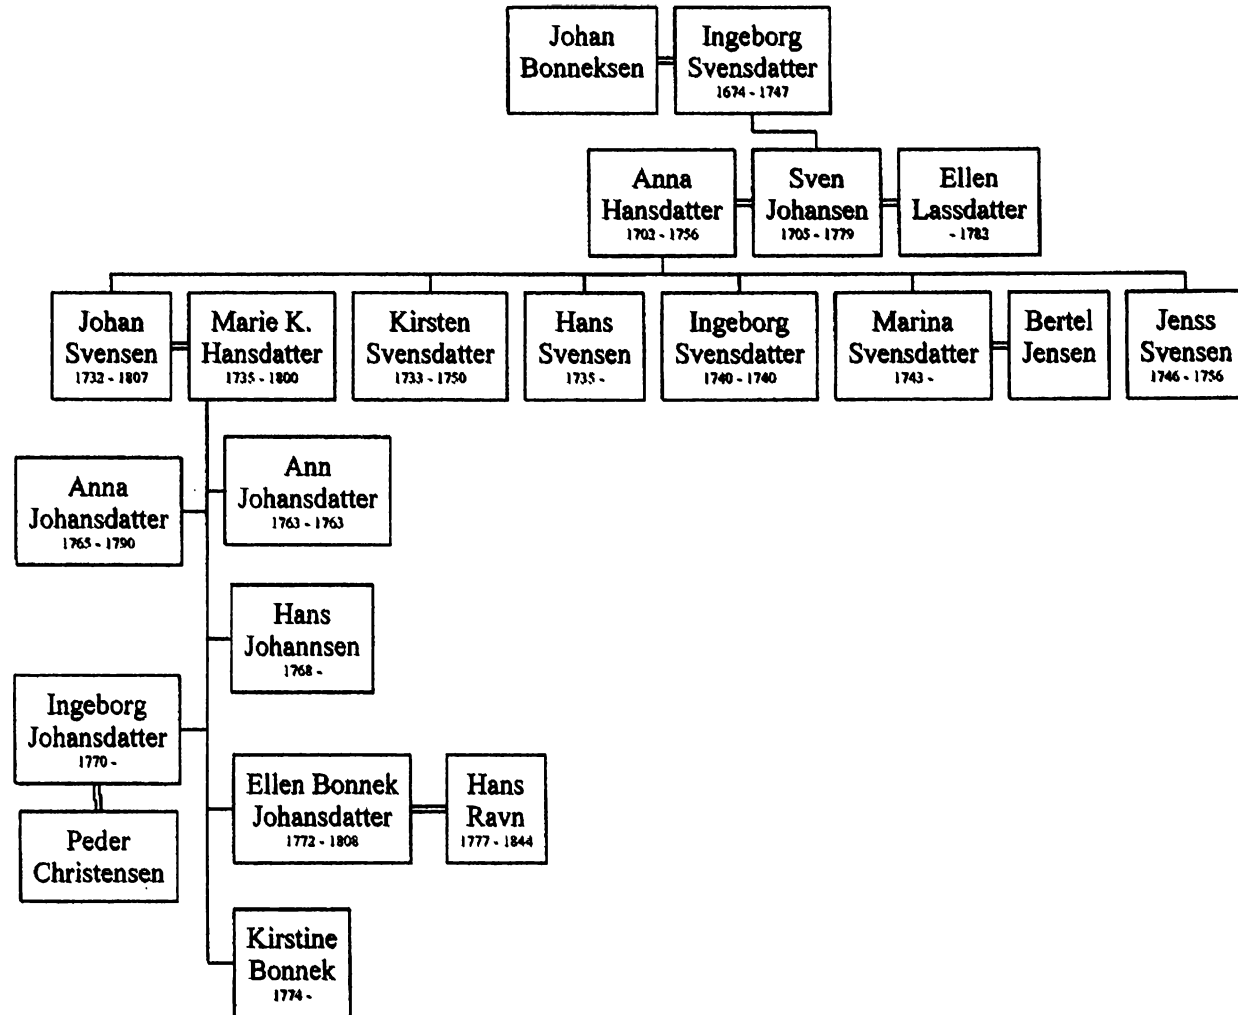 Johan
Bonneksen
Ingeborg
Svensdatter
1674 - 1747
Anna
Hansdatter
1702 - 1756
Sven
Johansen
1705 - 1779
Ellen
Lassdatter
- 1782
Johan
Svensen
1732 - 1807
Marie K.
Hansdatter
1735 - 1800
Kirsten
Svensdatter
1733 - 1750
Hans
Svensen
1735 -
Ingeborg
Svensdatter
1740 - 1740
Marina
Svensdatter
1743 -
Bertel
Jensen
Jenss
Svensen
1746 - 1756
Ann
Johansdatter
1763 - 1763
Anna
Johansdatter
1765 - 1790
Hans
Johannsen
1768 -
Ingeborg
Johansdatter
1770 -
Peder
Christensen
Ellen Bonnek
Johansdatter
1772 - 1808
Hans
Ravn
1777 - 1844
Kirstine
Bonnek
1774 -